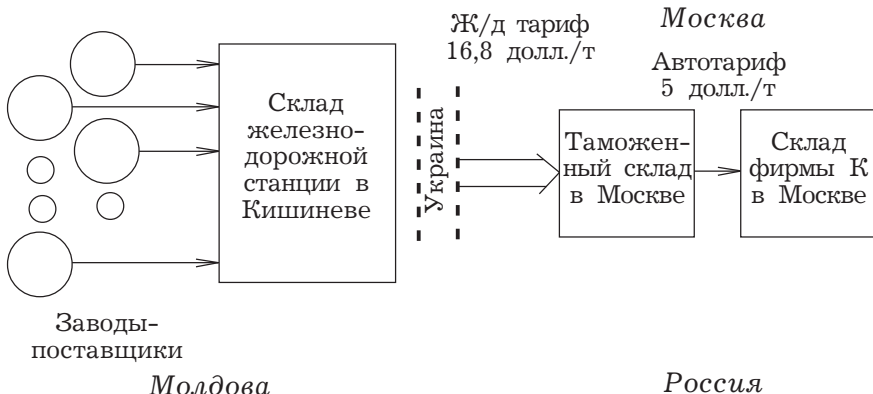 Ж/д тариф
16,8 долл./т
Москва
Автотариф
5 долл./т
Склад
железно-
дорожной
станции в
Кишиневе
Украина
Таможен-
ный склад
в Москве
Склад
фирмы К
в Москве
Заводы-
поставщики
Молдова
Россия